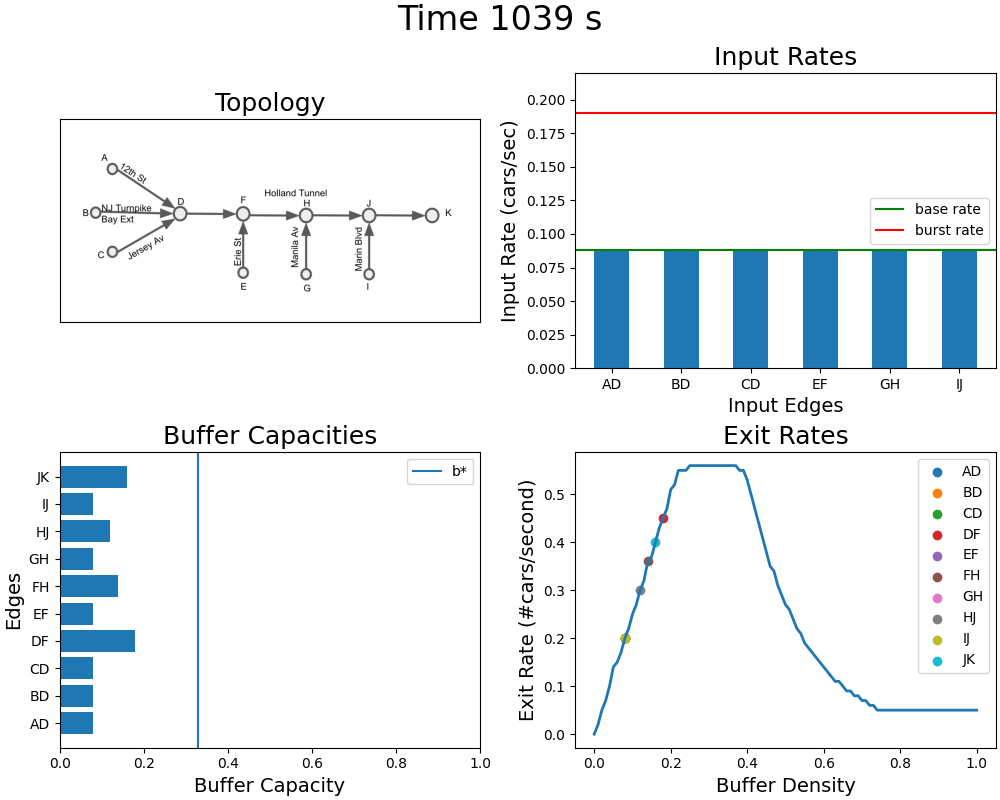 Time 1039 s
Topology
A
12th St
B
NJ Turnpike
Bay Ext
C
Jersey Av
D
F
Holland Tunnel
H
J
K
Erie St
Manila Av
Marin Blvd
E
G
I
Input Rates
Input Rate (cars/sec)
0.200
0.175
0.150
0.125
0.100
0.075
0.050
0.025
0.000
base rate
burst rate
AD BD CD EF GH IJ
Input Edges
Buffer Capacities
Edges
JK
IJ
HJ
GH
FH
EF
DF
CD
BD
AD
b*
0.0 0.2 0.4 0.6 0.8 1.0
Buffer Capacity
Exit Rates
Exit Rate (#cars/second)
0.5
0.4
0.3
0.2
0.1
0.0
AD
BD
CD
DF
EF
FH
GH
HJ
IJ
JK
0.0 0.2 0.4 0.6 0.8 1.0
Buffer Density